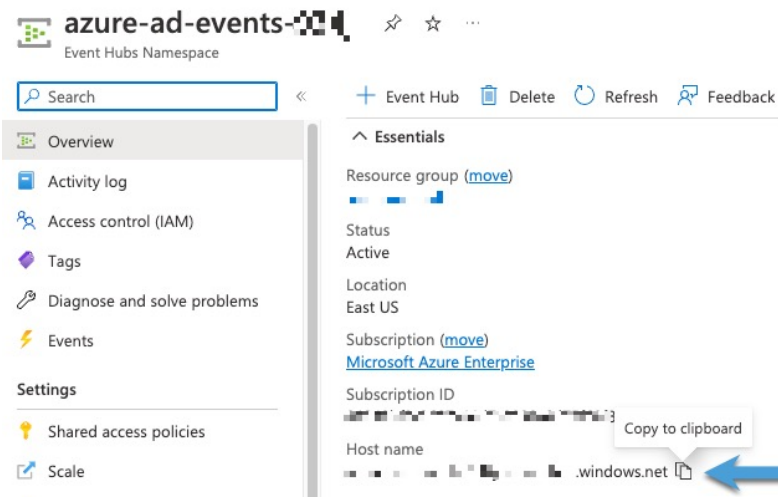 azure-ad-events-
Event Hubs Namespace
Search
Overview
Activity log
Access control (IAM)
Tags
Diagnose and solve problems
Events
Settings
Shared access policies
Scale
Event Hub Delete Refresh Feedback
Essentials
Resource group (move)
Status
Active
Location
East US
Subscription (move)
Microsoft Azure Enterprise
Subscription ID
Copy to clipboard
Host name
.windows.net